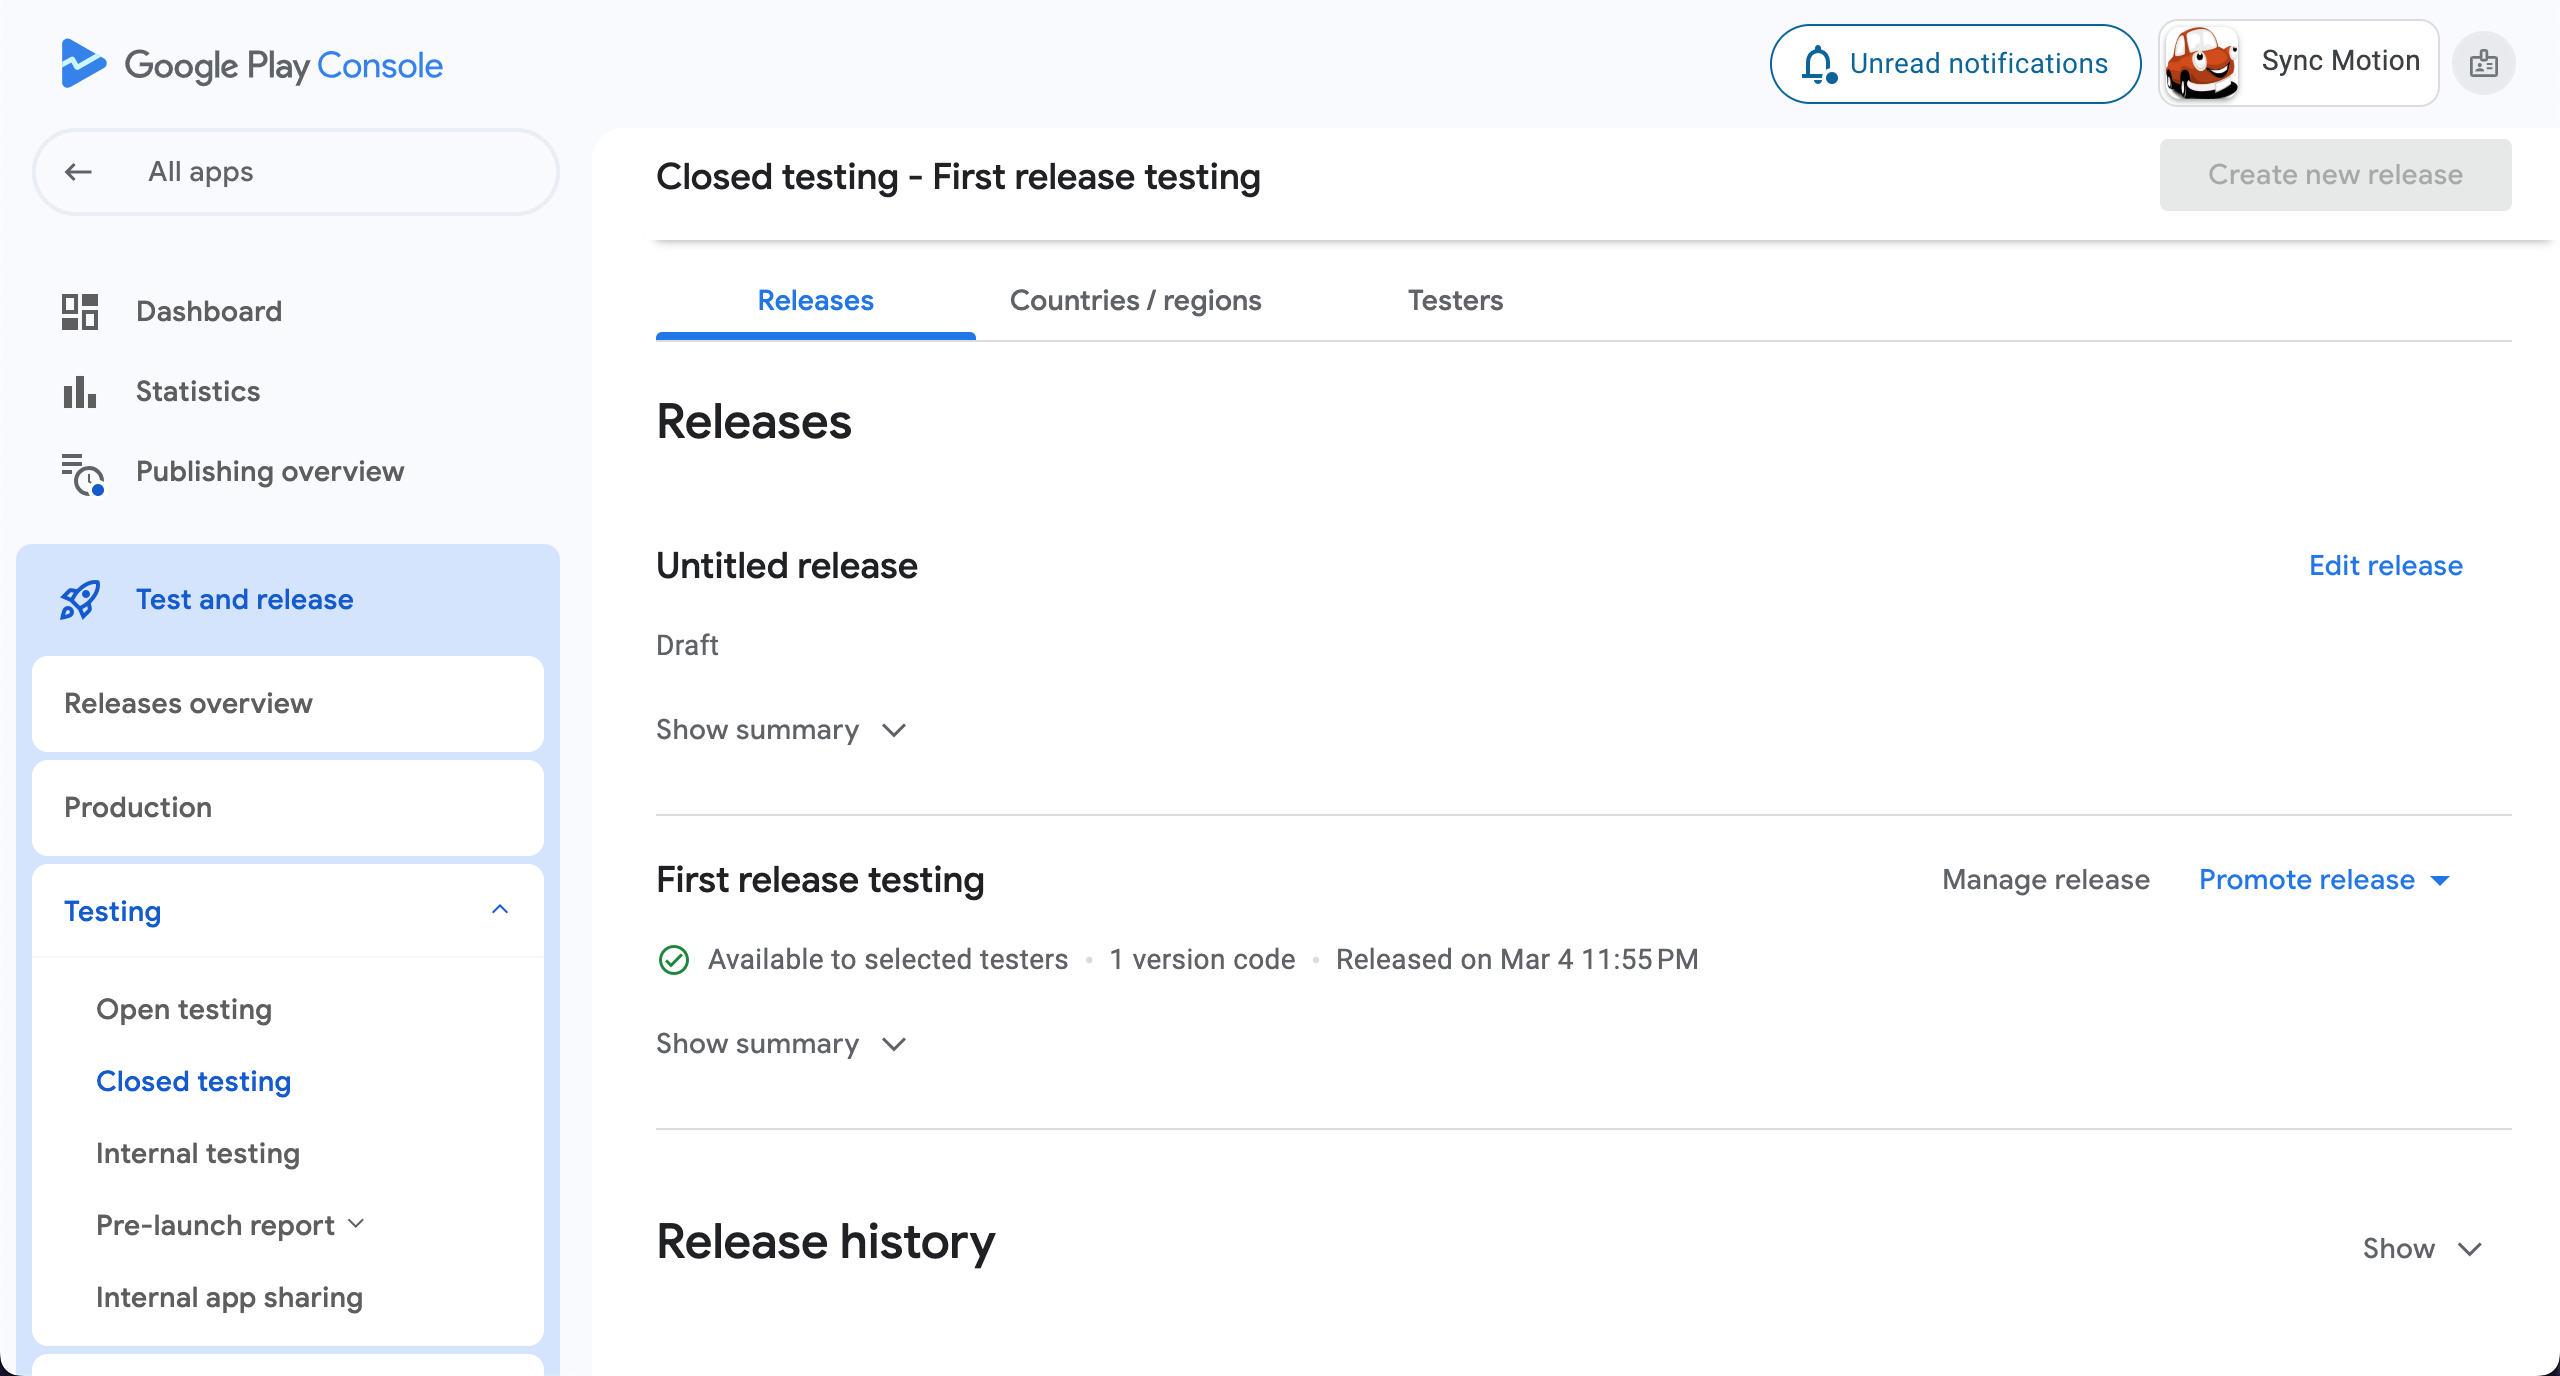 Google Play Console
Unread notifications
Sync Motion
All apps
Dashboard
Statistics
Publishing overview
Test and release
Releases overview
Production
Testing
Open testing
Closed testing
Internal testing
Pre-launch report
Internal app sharing
Closed testing - First release testing
Create new release
Releases
Countries / regions
Testers
Releases
Untitled release
Edit release
Draft
Show summary
First release testing
Manage release
Promote release
Available to selected testers • 1 version code • Released on Mar 4 11:55 PM
Show summary
Release history
Show